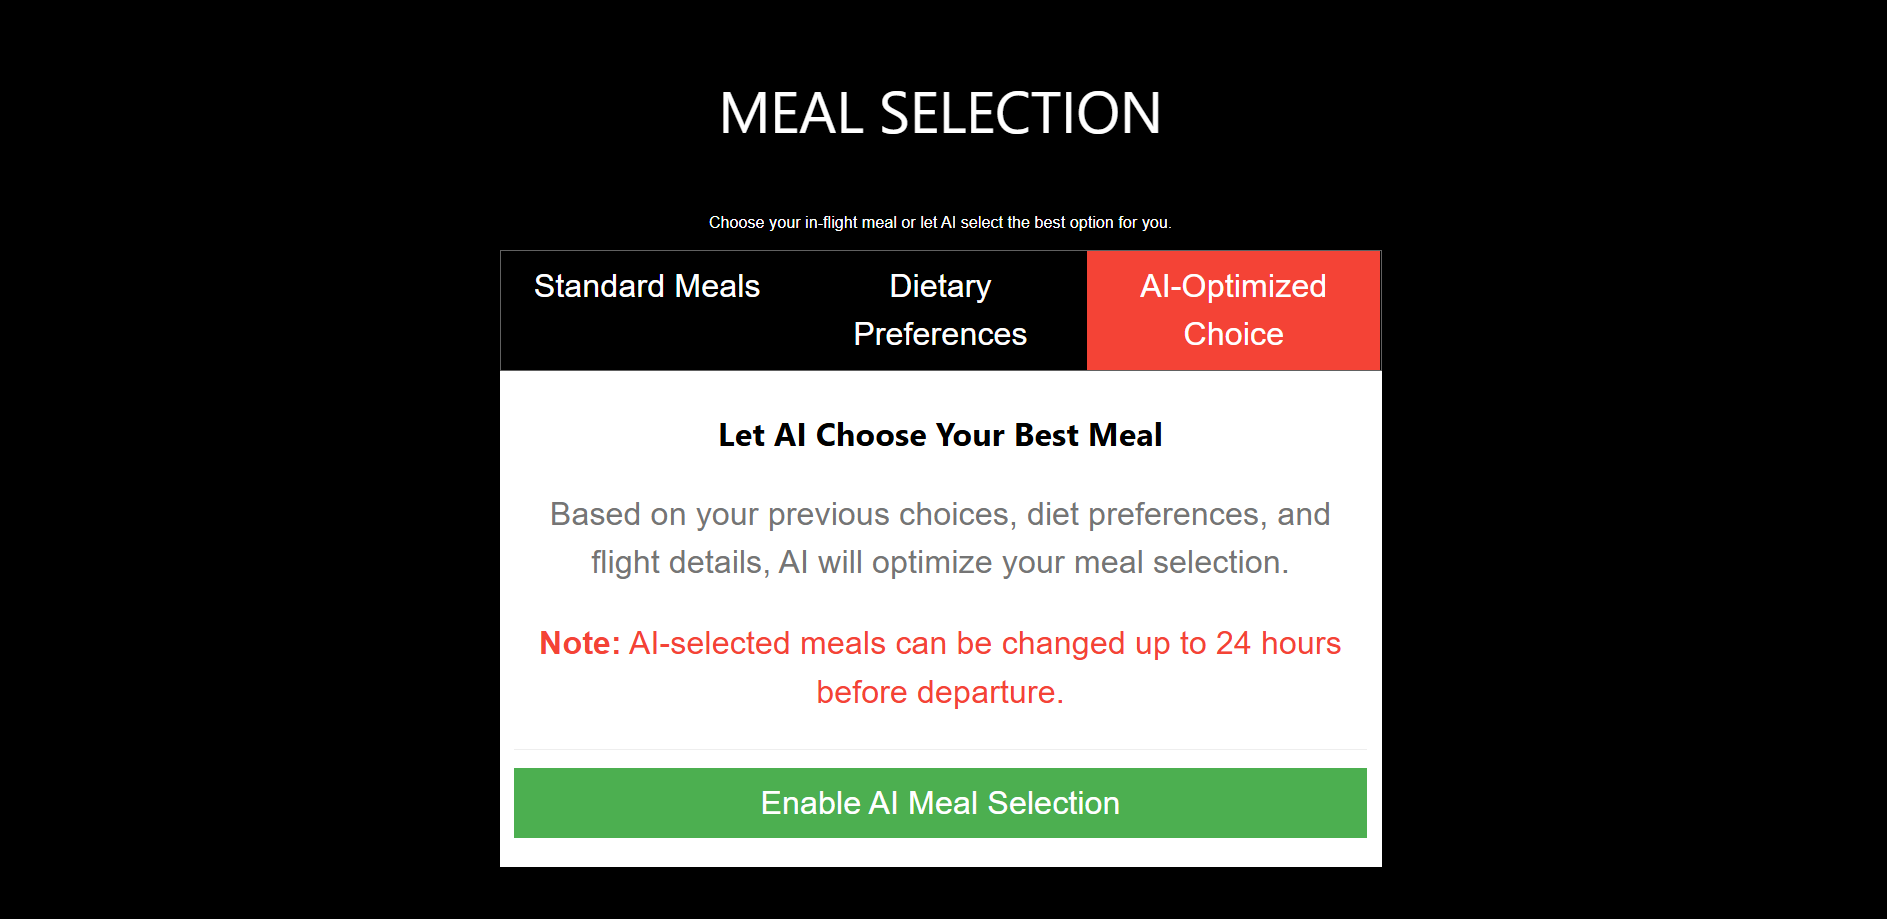 MEAL SELECTION
Choose your in-flight meal or let AI select the best option for you.
Standard Meals
Dietary
Preferences
AI-Optimized
Choice
Let AI Choose Your Best Meal
Based on your previous choices, diet preferences, and
flight details, AI will optimize your meal selection.
Note: AI-selected meals can be changed up to 24 hours
before departure.
Enable AI Meal Selection